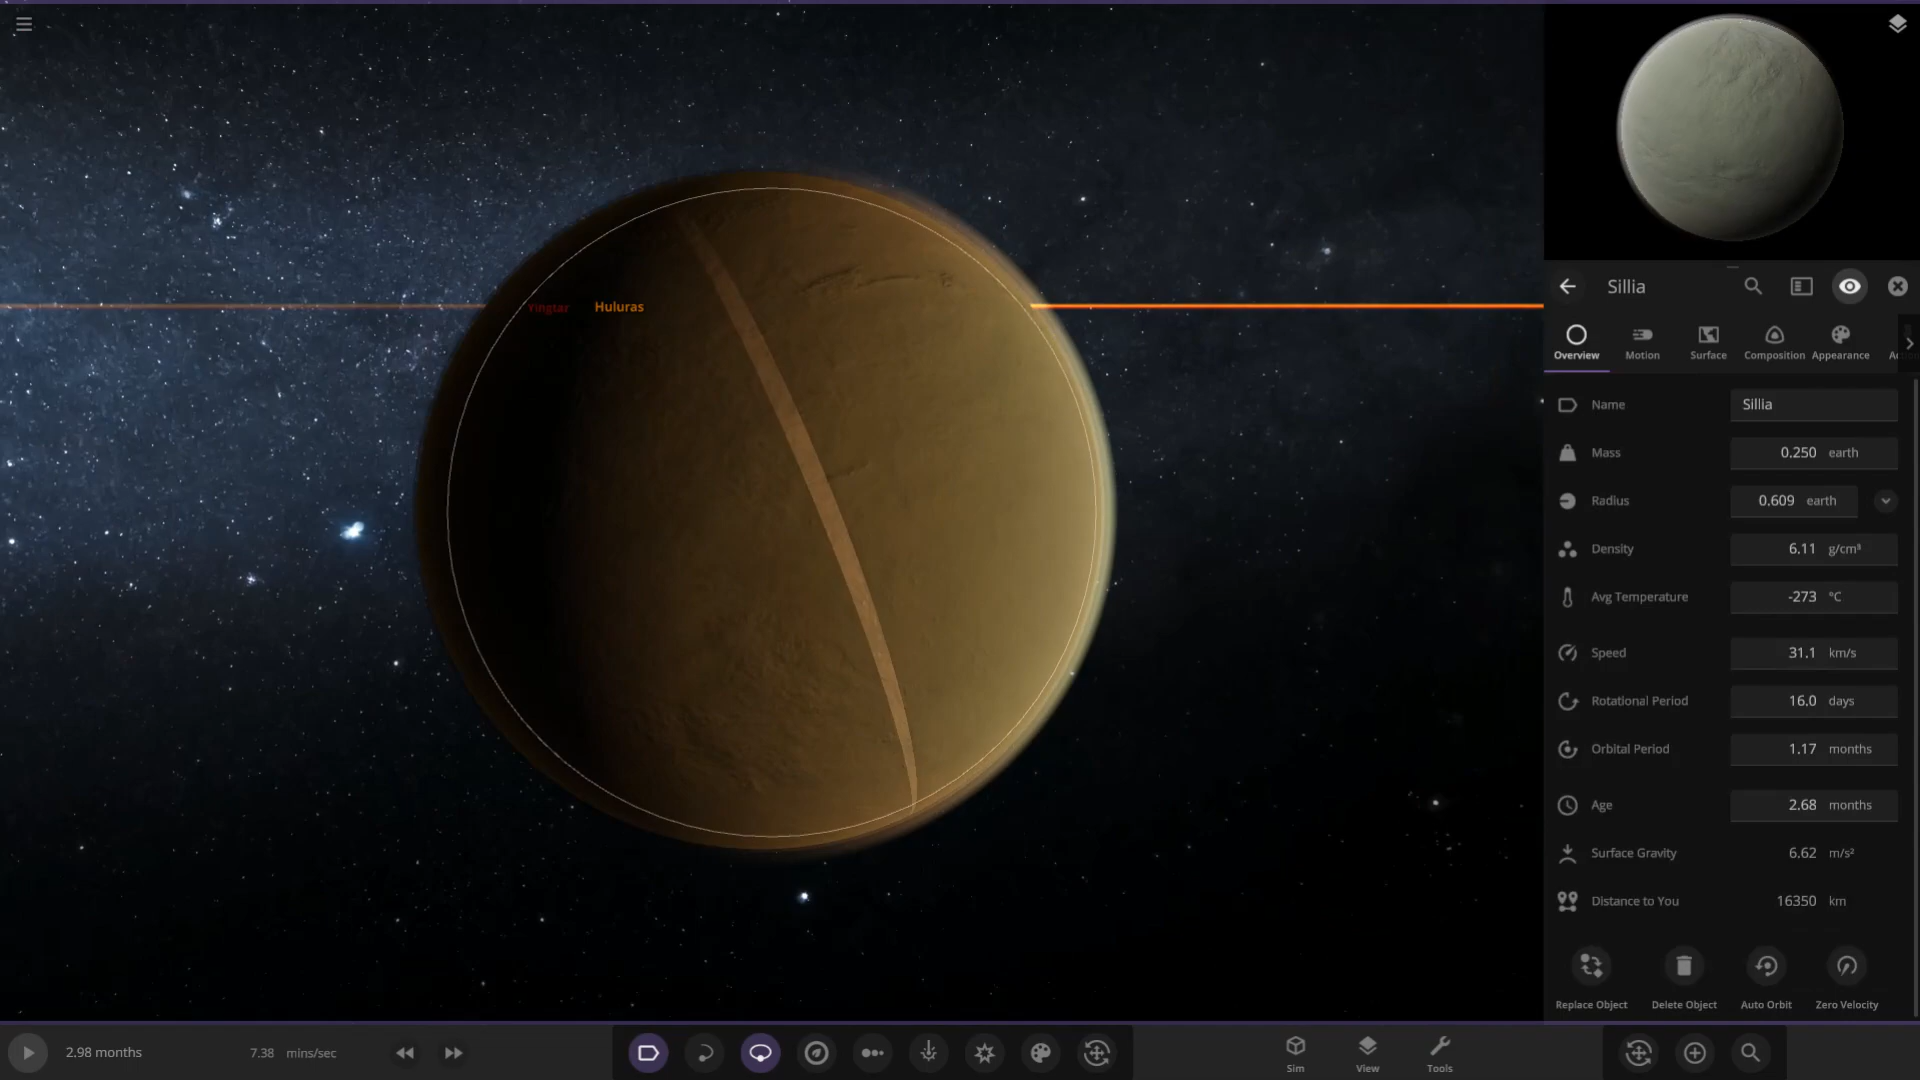 Yingtar Huluras
Sillia
Overview Motion Surface Composition Appearance
Name Sillia
Mass 0.250 earth
Radius 0.609 earth
Density 6.11 g/cm³
Avg Temperature -273 °C
Speed 31.1 km/s
Rotational Period 16.0 days
Orbital Period 1.17 months
Age 2.68 months
Surface Gravity 6.62 m/s²
Distance to You 16350 km
Replace Object Delete Object Auto Orbit Zero Velocity
2.98 months 7.38 mins/sec
Sim View Tools